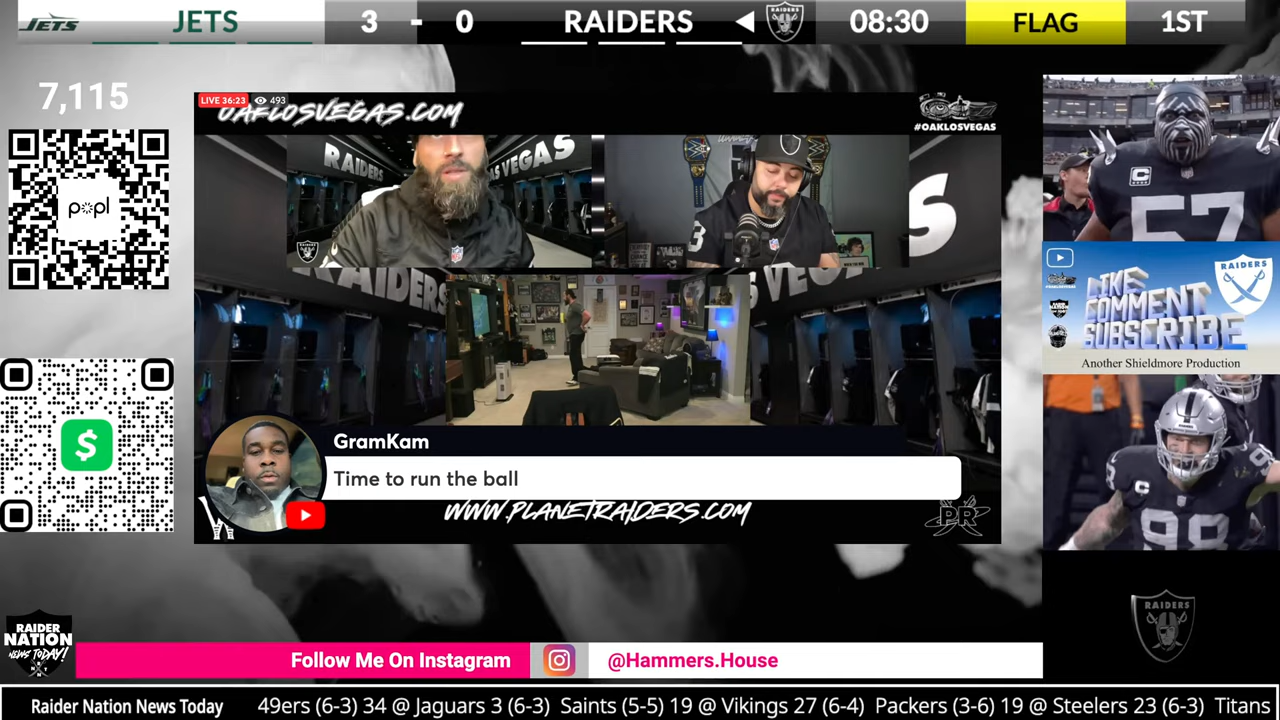 JETS
JETS
3 - 0
RAIDERS
08:30
FLAG
1ST
7,115
popl
$
LIVE 36:23
493
OAKLOSVEGAS.COM
#OAKLOSVEGAS
RAIDERS
AS VEGAS
S
3
RAIDERS
S VEG
GramKam
Time to run the ball
WWW.PLANETRAIDERS.COM
PR
C
57
LIKE
COMMENT
SUBSCRIBE
RAIDERS
Another Shieldmore Production
C
98
RAIDERS
RAIDER
NATION
NEWS TODAY!
Follow Me On Instagram
@Hammers.House
Raider Nation News Today
49ers (6-3) 34 @ Jaguars 3 (6-3) Saints (5-5) 19 @ Vikings 27 (6-4) Packers (3-6) 19 @ Steelers 23 (6-3) Titans